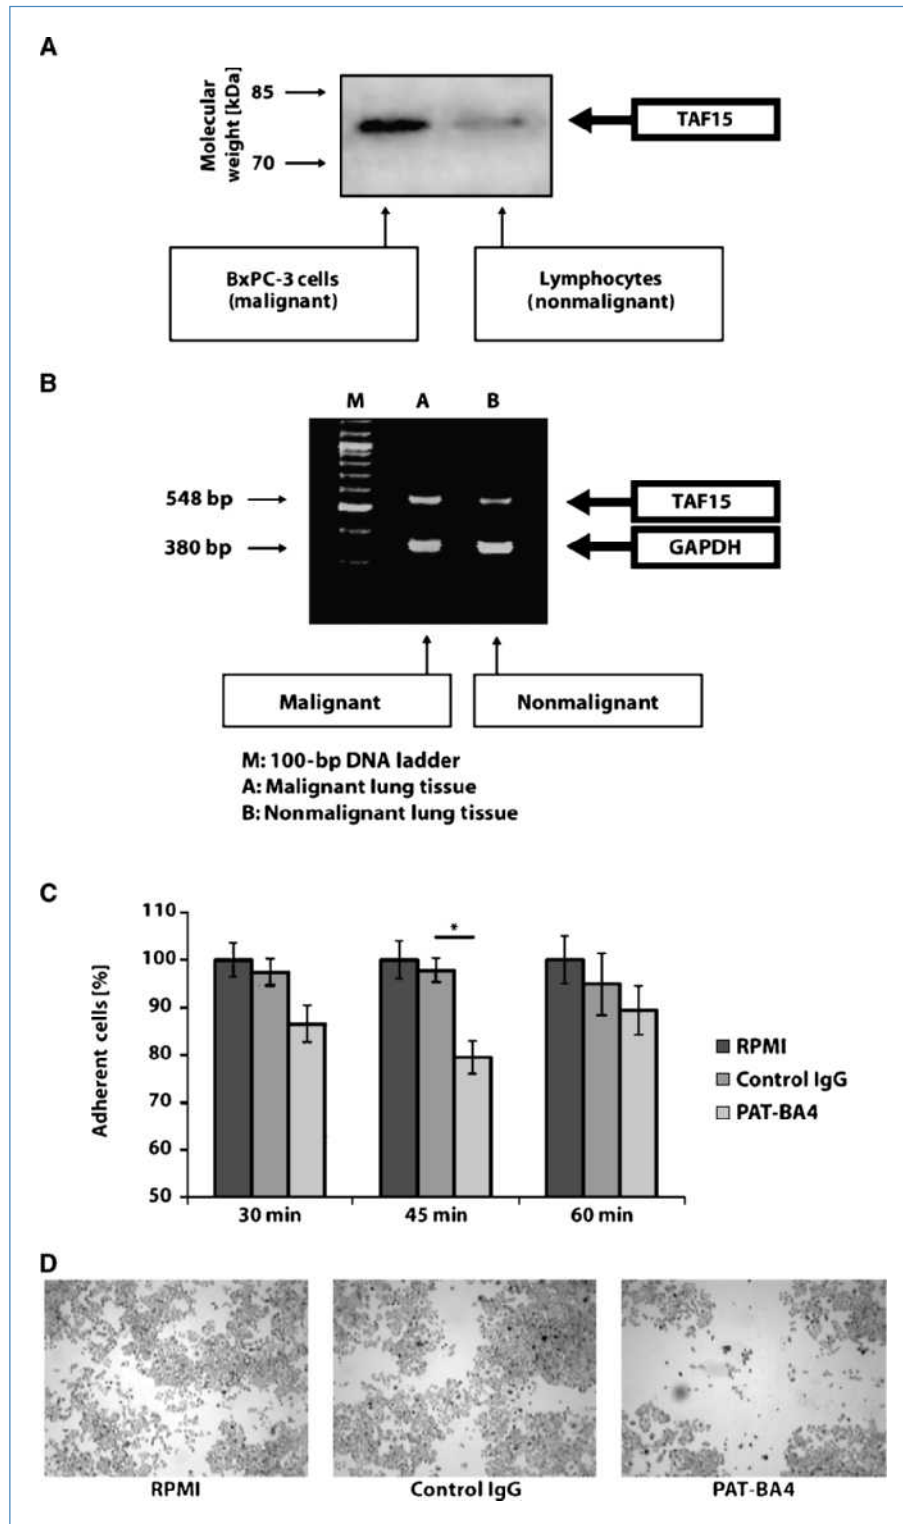 A
Molecular
weight [kDa]
85
70
TAF15
BxPC-3 cells
(malignant)
Lymphocytes
(nonmalignant)
B
M A B
548 bp
380 bp
TAF15
GAPDH
Malignant
Nonmalignant
M: 100-bp DNA ladder
A: Malignant lung tissue
B: Nonmalignant lung tissue
C
Adherent cells [%]
110
100
90
80
70
60
50
*
30 min 45 min 60 min
RPMI
Control IgG
PAT-BA4
D
RPMI Control IgG PAT-BA4